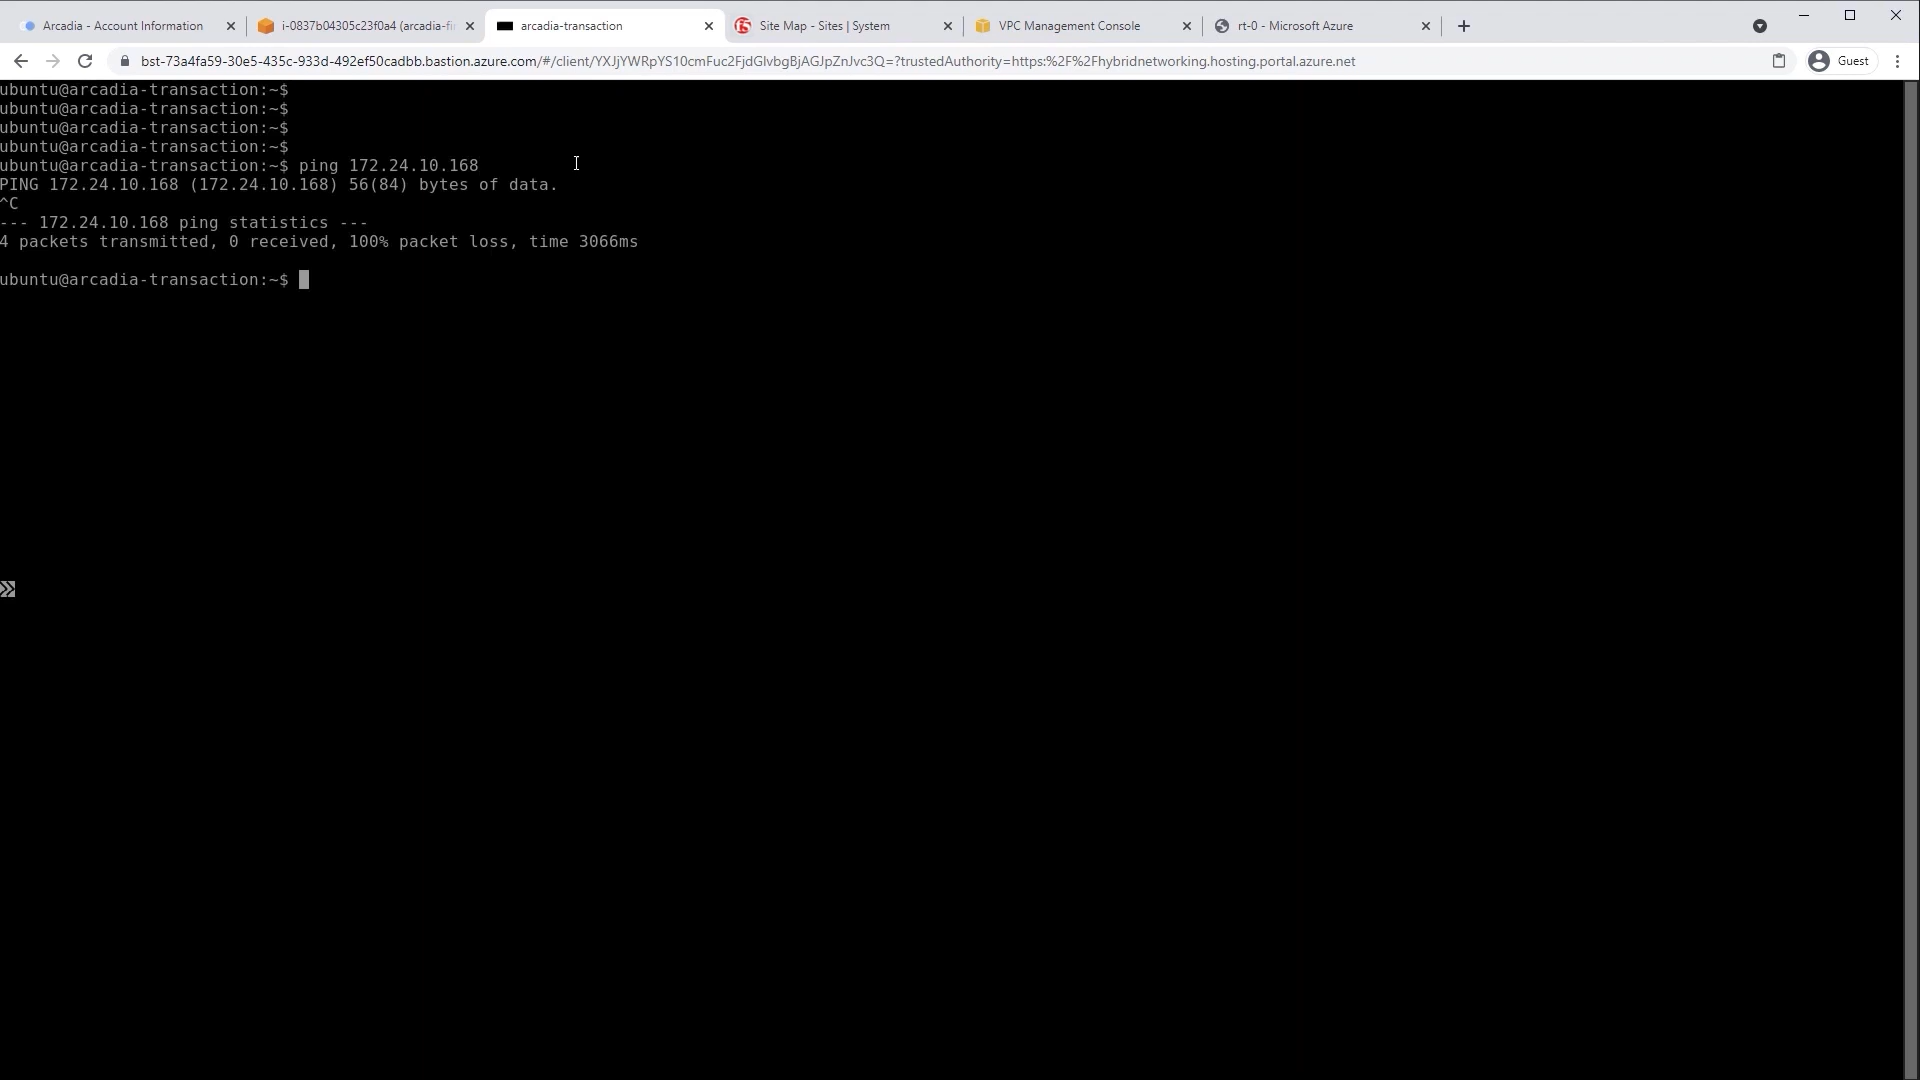 Arcadia - Account Information
i-0837b04305c23f0a4 (arcadia-fi
arcadia-transaction
Site Map - Sites | System
VPC Management Console
rt-0 - Microsoft Azure
bst-73a4fa59-30e5-435c-933d-492ef50cadbb.bastion.azure.com/#/client/YXJjYWRpYS10cmFuc2FjdGlvbgBjAGJpZnJvc3Q=?trustedAuthority=https:%2F%2Fhybridnetworking.hosting.portal.azure.net
Guest
ubuntu@arcadia-transaction:~$
ubuntu@arcadia-transaction:~$
ubuntu@arcadia-transaction:~$
ubuntu@arcadia-transaction:~$
ubuntu@arcadia-transaction:~$ ping 172.24.10.168
PING 172.24.10.168 (172.24.10.168) 56(84) bytes of data.
^C
--- 172.24.10.168 ping statistics ---
4 packets transmitted, 0 received, 100% packet loss, time 3066ms
ubuntu@arcadia-transaction:~$